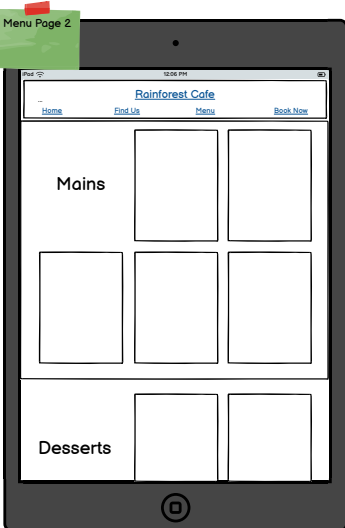 Menu Page 2
iPod 12:06 PM
Rainforest Cafe
Home Find Us Menu Book Now
Mains
Desserts